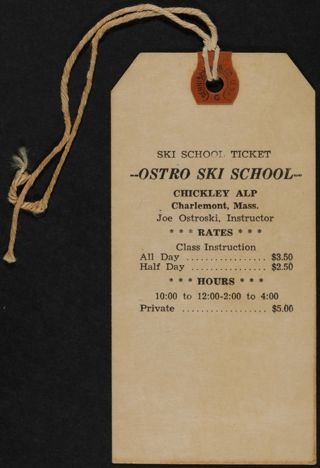 SKI SCHOOL TICKET
--OSTRO SKI SCHOOL--
CHICKLEY ALP
Charlemont, Mass.
Joe Ostroski, Instructor
* * * RATES * * *
Class Instruction
All Day ................ $3.50
Half Day ............... $2.50
* * * HOURS * * *
10:00 to 12:00-2:00 to 4:00
Private ................. $5.00